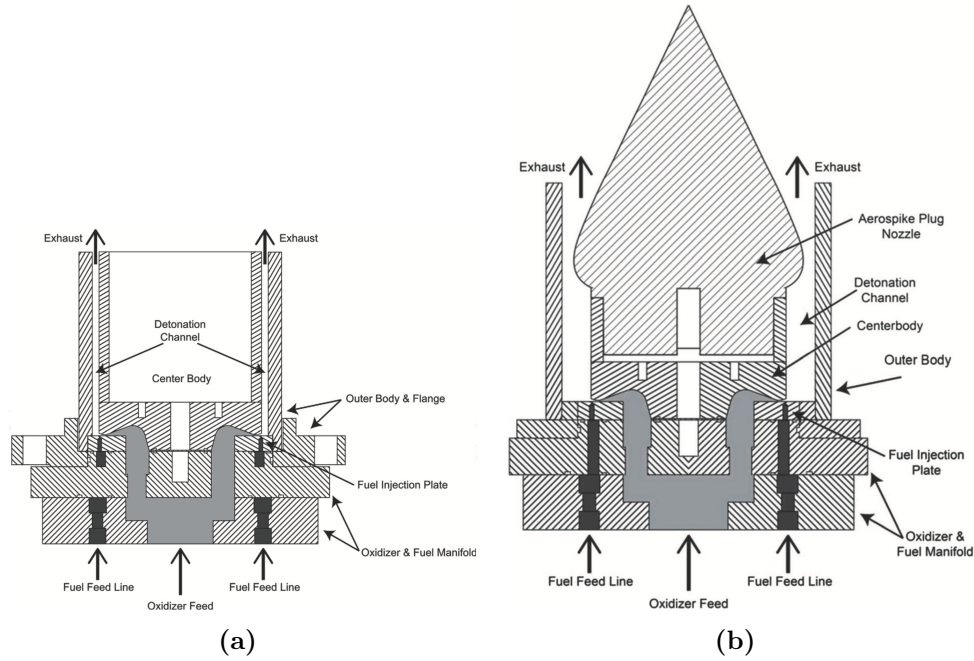 Exhaust
Exhaust
Detonation
Channel
Center Body
Outer Body & Flange
Fuel Injection Plate
Oxidizer & Fuel Manifold
Fuel Feed Line
Fuel Feed Line
Oxidizer Feed
(a)
Exhaust
Exhaust
Aerospike Plug
Nozzle
Detonation
Channel
Centerbody
Outer Body
Fuel Injection
Plate
Oxidizer &
Fuel Manifold
Fuel Feed Line
Fuel Feed Line
Oxidizer Feed
(b)